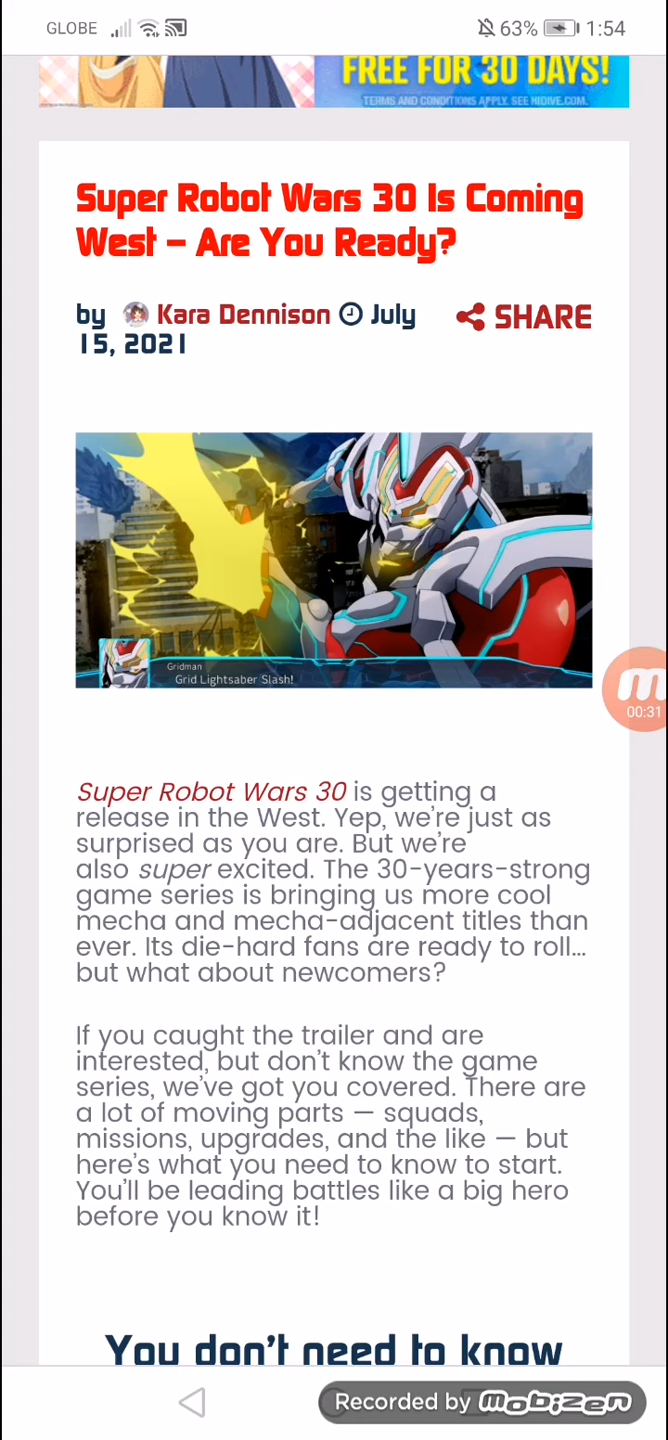 GLOBE 63% 1:54
FREE FOR 30 DAYS!
TERMS AND CONDITIONS APPLY. SEE HIDIVE.COM.
Super Robot Wars 30 Is Coming
West – Are You Ready?
by Kara Dennison July
15, 2021
SHARE
Gridman
Grid Lightsaber Slash!
00:31
Super Robot Wars 30 is getting a
release in the West. Yep, we’re just as
surprised as you are. But we’re
also super excited. The 30-years-strong
game series is bringing us more cool
mecha and mecha-adjacent titles than
ever. Its die-hard fans are ready to roll…
but what about newcomers?
If you caught the trailer and are
interested, but don’t know the game
series, we’ve got you covered. There are
a lot of moving parts — squads,
missions, upgrades, and the like — but
here’s what you need to know to start.
You’ll be leading battles like a big hero
before you know it!
You don’t need to know
Recorded by mobizen